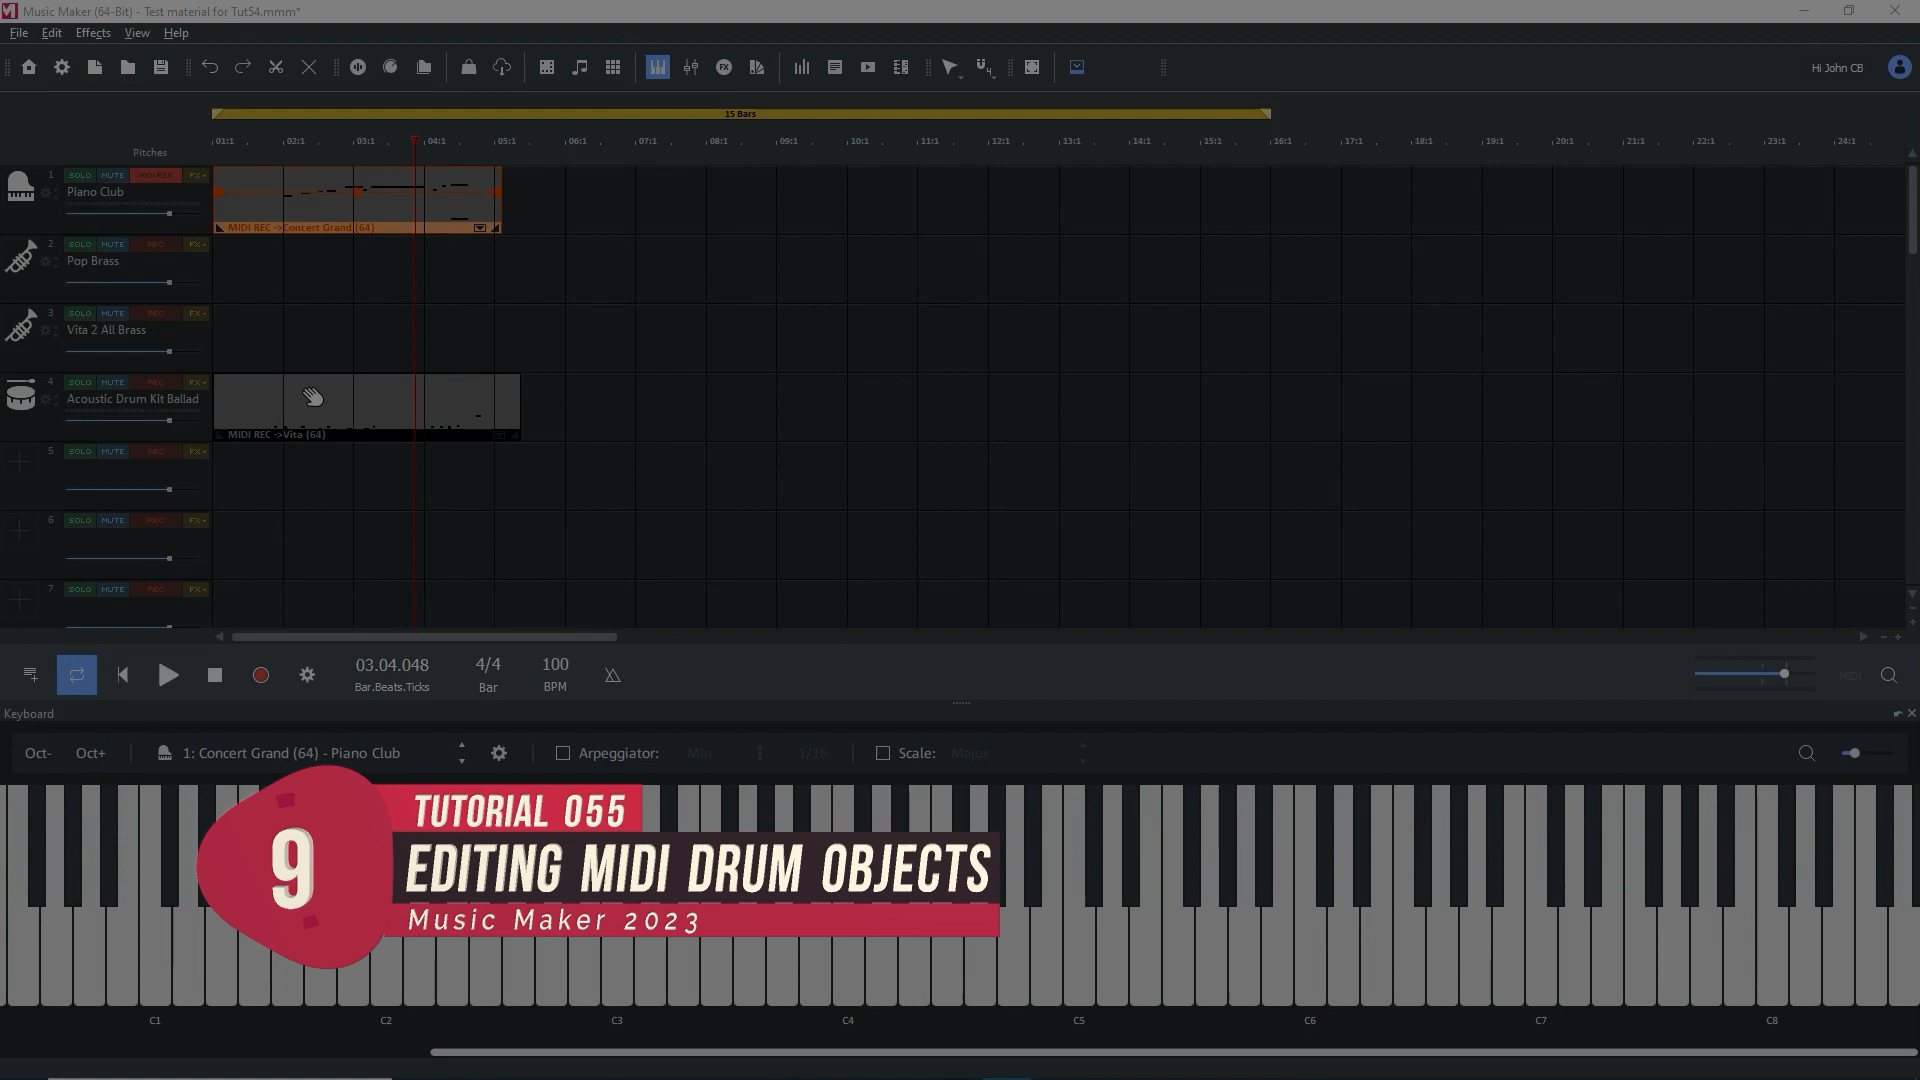 Music Maker (64-Bit) - Test material for Tut54.mmm*
File Edit Effects View Help
Hi John CB
15 Bars
01:1 02:1 03:1 04:1 05:1 06:1 07:1 08:1 09:1 10:1 11:1 12:1 13:1 14:1 15:1 16:1 17:1 18:1 19:1 20:1 21:1 22:1 23:1 24:1
Pitches
1 SOLO MUTE MIDI REC FX
Piano Club
MIDI REC ->Concert Grand (64)
2 SOLO MUTE REC FX
Pop Brass
3 SOLO MUTE REC FX
Vita 2 All Brass
4 SOLO MUTE REC FX
Acoustic Drum Kit Ballad
MIDI REC ->Vita (64)
5 SOLO MUTE REC FX
6 SOLO MUTE REC FX
7 SOLO MUTE REC FX
03.04.048 4/4 100
Bar.Beats.Ticks Bar BPM
MIDI
Keyboard
Oct- Oct+ 1: Concert Grand (64) - Piano Club Arpeggiator: Min 1/16 Scale: Major
TUTORIAL 055
9 EDITING MIDI DRUM OBJECTS
Music Maker 2023
C1 C2 C3 C4 C5 C6 C7 C8